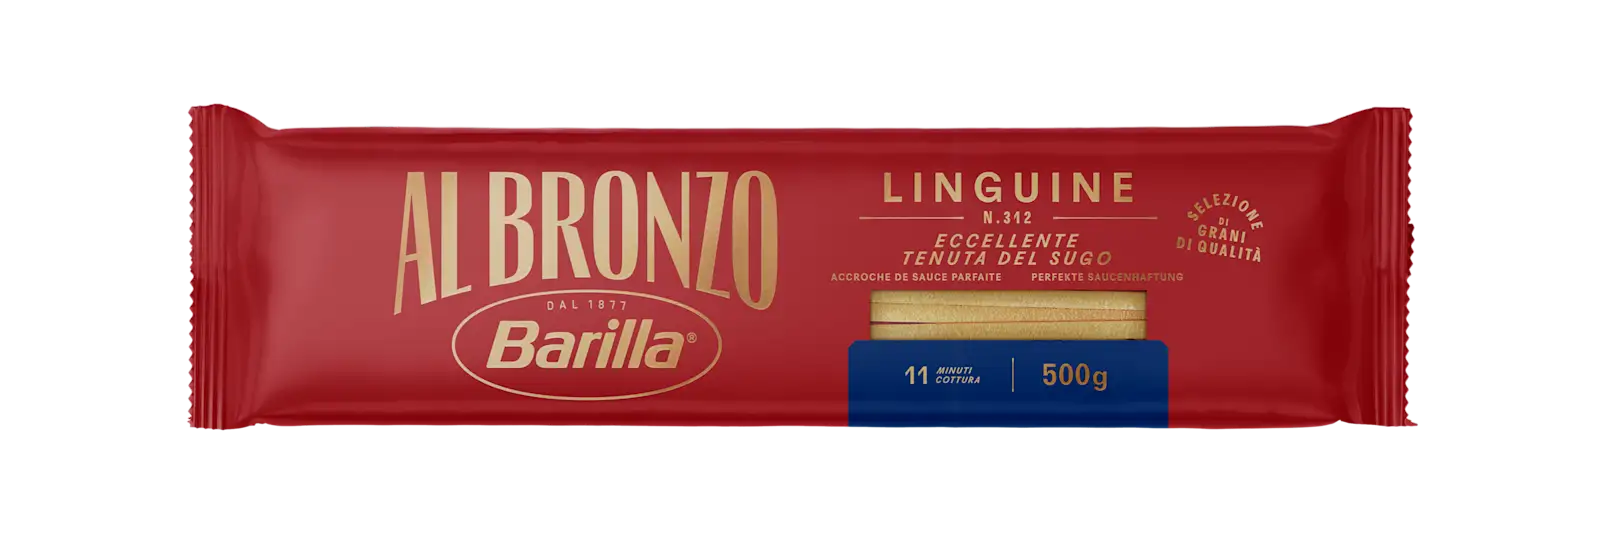 AL BRONZO
DAL 1877
Barilla®
LINGUINE
N.312
ECCELLENTE
TENUTA DEL SUGO
ACCROCHE DE SAUCE PARFAITE PERFEKTE SAUCENHAFTUNG
SELEZIONE
DI
GRANI
DI QUALITÀ
11 MINUTI
COTTURA
500g